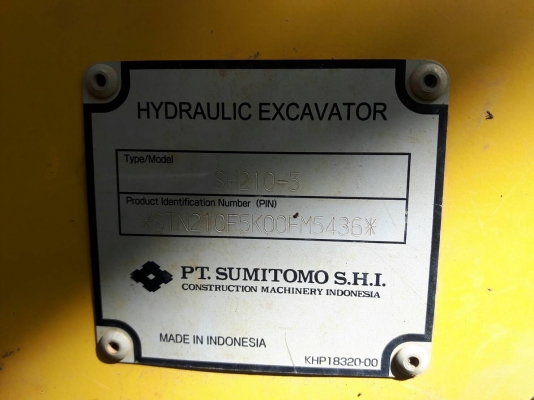 HYDRAULIC EXCAVATOR
Type/Model
SH210-5
Product Identification Number (PIN)
PT. SUMITOMO S.H.I.
CONSTRUCTION MACHINERY INDONESIA
MADE IN INDONESIA
KHP18320-00